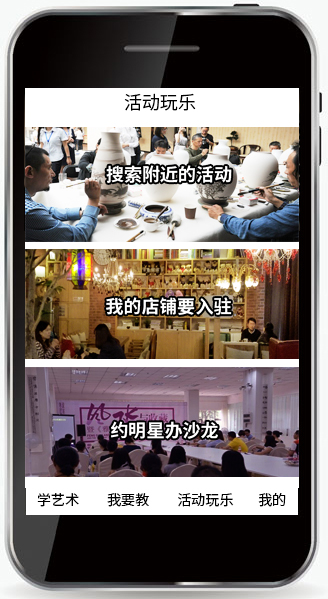 活动玩乐
搜索附近的活动
我的店铺要入驻
约明星办沙龙
学艺术 我要教 活动玩乐 我的